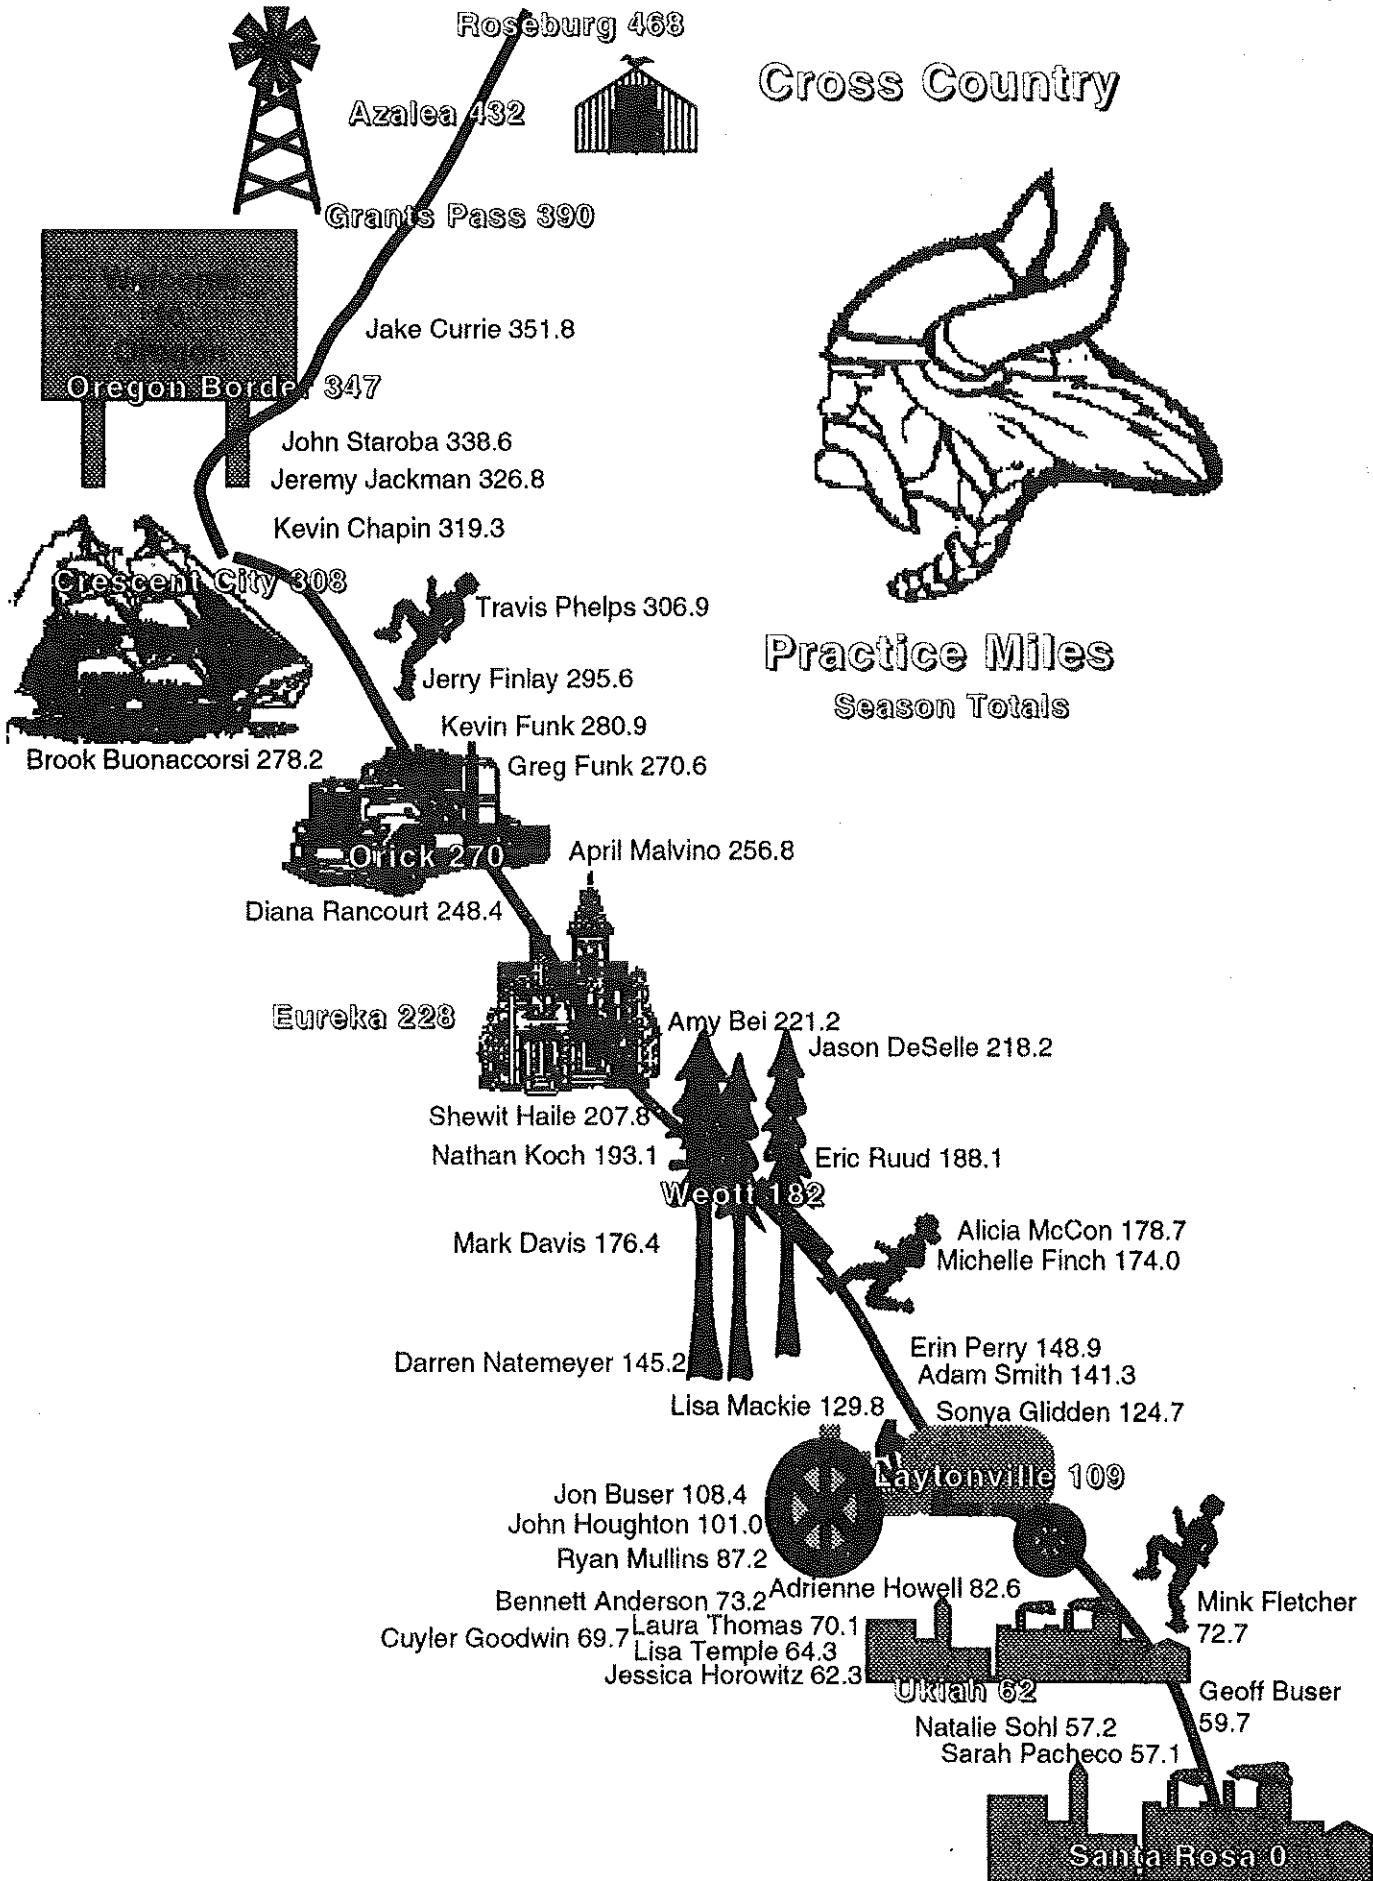 Roseburg 468
Cross Country
Azalea 432
Grants Pass 390
Welcome
To
Oregon
Jake Currie 351.8
Oregon Border 347
John Staroba 338.6
Jeremy Jackman 326.8
Kevin Chapin 319.3
Crescent City 308
Travis Phelps 306.9
Practice Miles
Jerry Finlay 295.6
Season Totals
Kevin Funk 280.9
Brook Buonaccorsi 278.2
Greg Funk 270.6
Orick 270
April Malvino 256.8
Diana Rancourt 248.4
Eureka 228
Amy Bei 221.2
Jason DeSelle 218.2
Shewit Haile 207.8
Nathan Koch 193.1
Eric Ruud 188.1
Weott 182
Alicia McCon 178.7
Mark Davis 176.4
Michelle Finch 174.0
Erin Perry 148.9
Darren Natemeyer 145.2
Adam Smith 141.3
Lisa Mackie 129.8
Sonya Glidden 124.7
Laytonville 109
Jon Buser 108.4
John Houghton 101.0
Ryan Mullins 87.2
Adrienne Howell 82.6
Bennett Anderson 73.2
Mink Fletcher
72.7
Laura Thomas 70.1
Cuyler Goodwin 69.7
Lisa Temple 64.3
Jessica Horowitz 62.3
Ukiah 62
Geoff Buser
59.7
Natalie Sohl 57.2
Sarah Pacheco 57.1
Santa Rosa 0